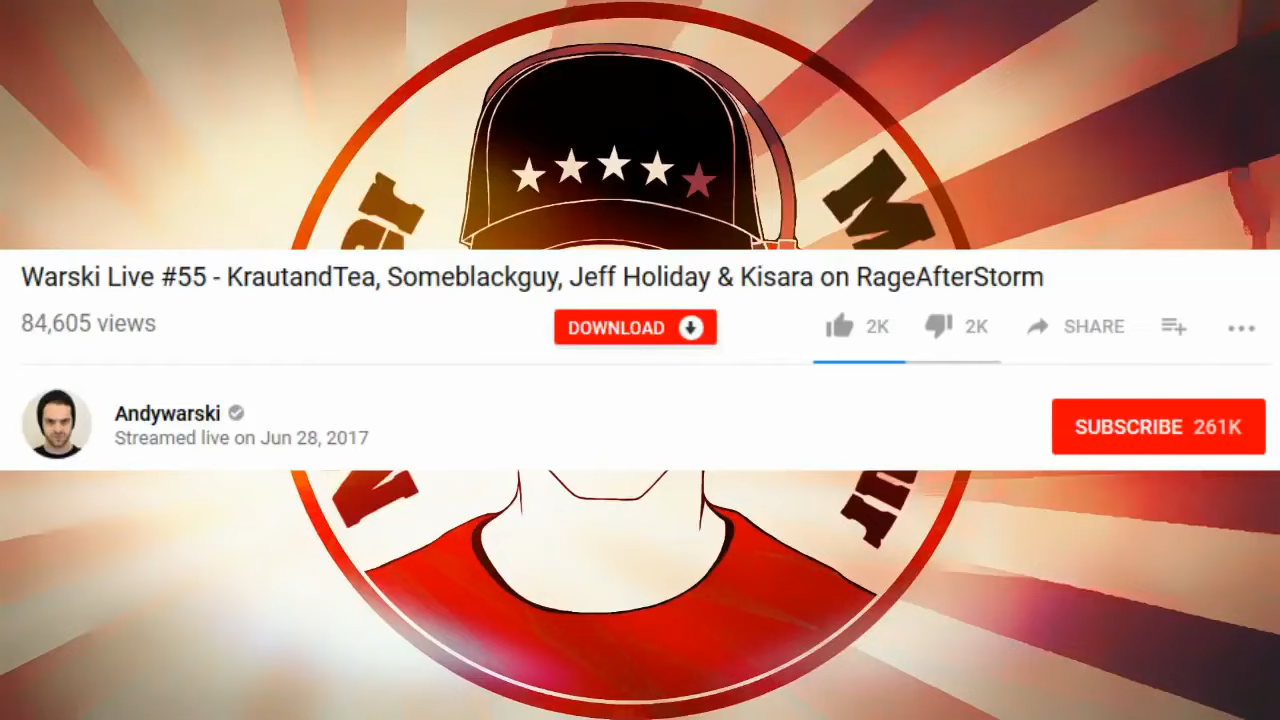 Warski Live #55 - KrautandTea, Someblackguy, Jeff Holiday & Kisara on RageAfterStorm
84,605 views
DOWNLOAD
2K
2K
SHARE
Andywarski
Streamed live on Jun 28, 2017
SUBSCRIBE 261K